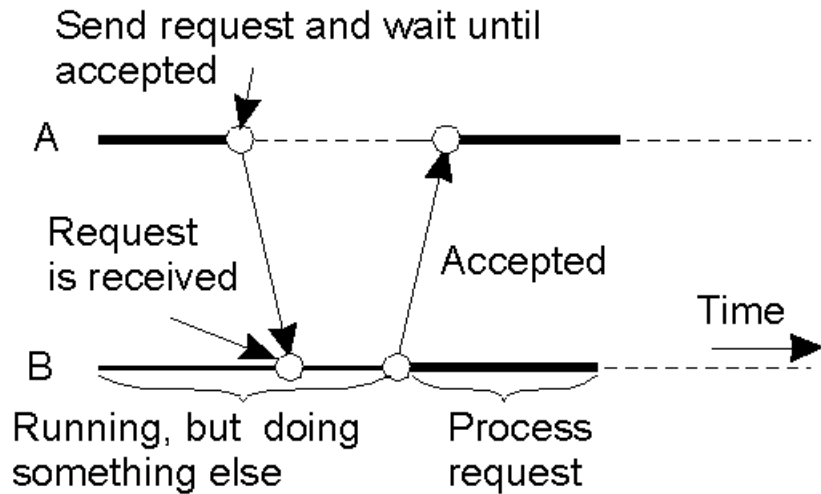 Send request and wait until
accepted
A
Request
is received
Accepted
Time
B
Running, but doing
something else
Process
request